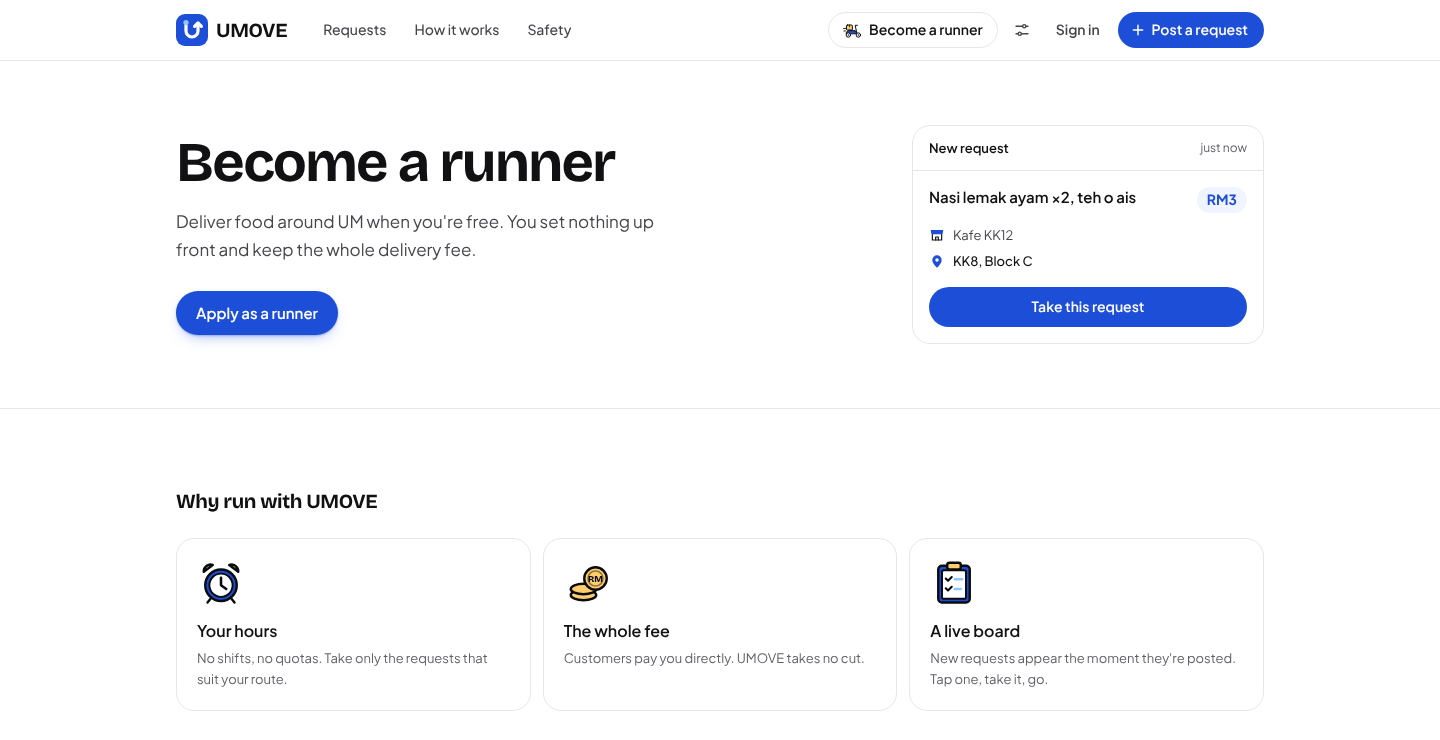 UMOVE
Requests
How it works
Safety
Become a runner
Sign in
Post a request
Become a runner
Deliver food around UM when you're free. You set nothing up
front and keep the whole delivery fee.
Apply as a runner
New request
just now
Nasi lemak ayam ×2, teh o ais
RM3
Kafe KK12
KK8, Block C
Take this request
Why run with UMOVE
RM
Your hours
No shifts, no quotas. Take only the requests that
suit your route.
The whole fee
Customers pay you directly. UMOVE takes no cut.
A live board
New requests appear the moment they're posted.
Tap one, take it, go.